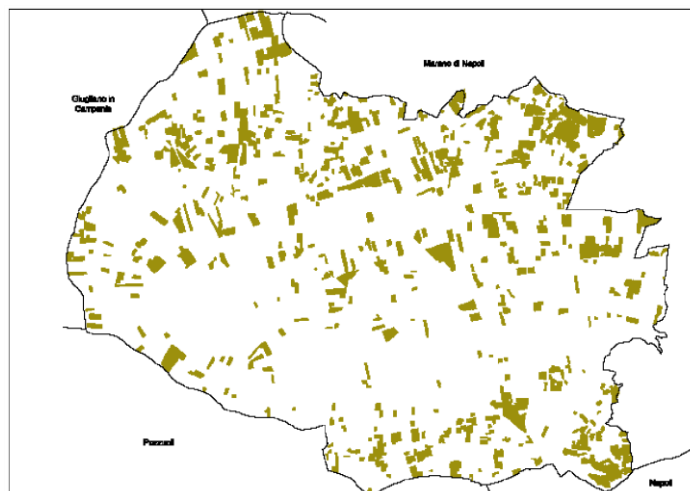 Marano di Napoli
Giugliano in
Campania
Pozzuoli
Napoli